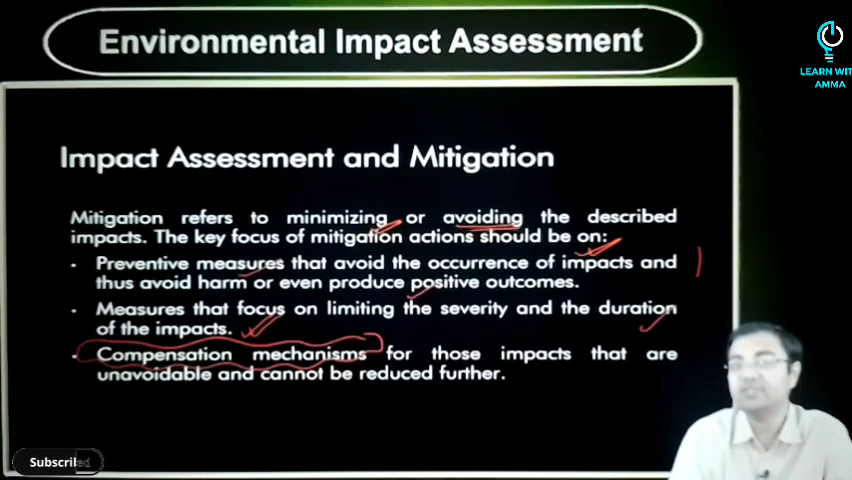 Environmental Impact Assessment
LEARN WIT
AMMA
Impact Assessment and Mitigation
Mitigation refers to minimizing or avoiding the described
impacts. The key focus of mitigation actions should be on:
• Preventive measures that avoid the occurrence of impacts and
thus avoid harm or even produce positive outcomes.
• Measures that focus on limiting the severity and the duration
of the impacts.
• Compensation mechanisms for those impacts that are
unavoidable and cannot be reduced further.
Subscribed